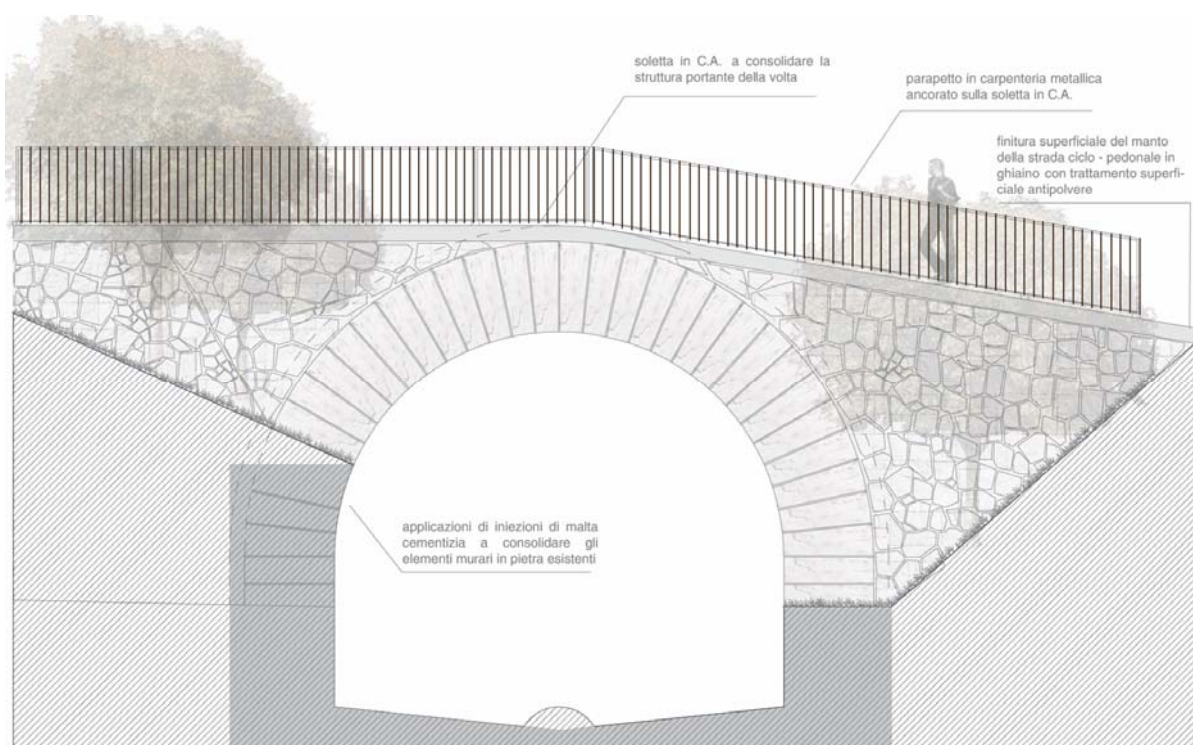 soletta in C.A. a consolidare la
struttura portante della volta
parapetto in carpenteria metallica
ancorato sulla soletta in C.A.
finitura superficiale del manto
della strada ciclo - pedonale in
ghiaino con trattamento superfi-
ciale antipolvere
applicazioni di iniezioni di malta
cementizia a consolidare gli
elementi murari in pietra esistenti